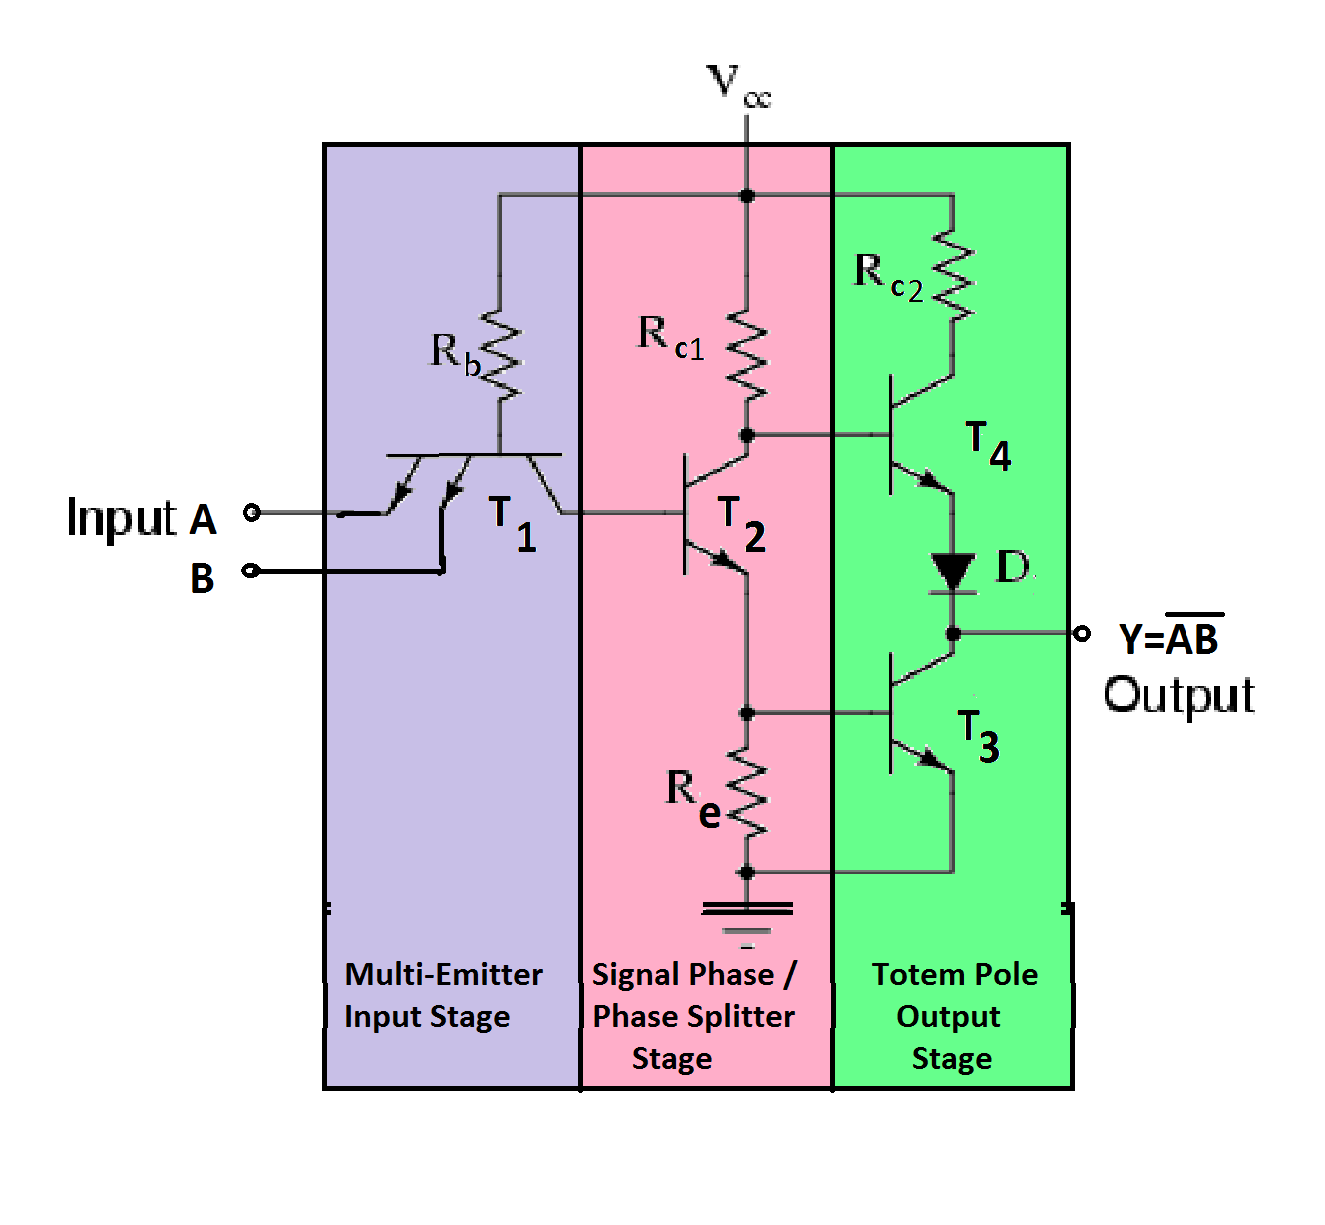 Vcc
Rb
Rc1
Rc2
T4
Input A
B
T1
T2
D
Y=A̅B̅
Output
T3
Re
Multi-Emitter
Input Stage
Signal Phase /
Phase Splitter
Stage
Totem Pole
Output
Stage